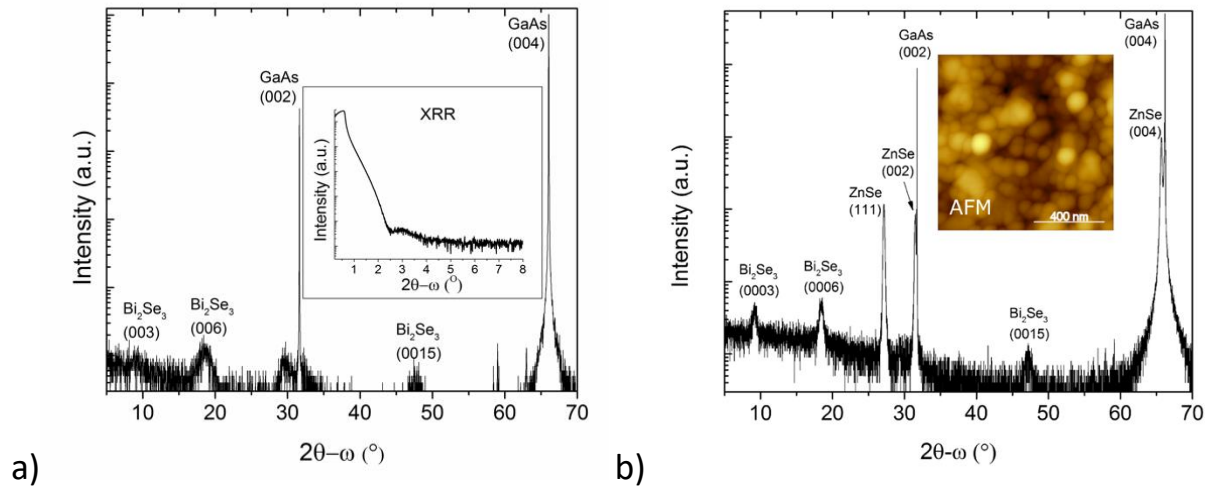 GaAs
(004)
GaAs
(002)
XRR
Intensity (a.u.)
1 2 3 4 5 6 7 8
2θ−ω (°)
Bi₂Se₃
(003)
Bi₂Se₃
(006)
Bi₂Se₃
(0015)
Intensity (a.u.)
10 20 30 40 50 60 70
2θ−ω (°)
a)
GaAs
(002)
GaAs
(004)
ZnSe
(004)
ZnSe
(002)
ZnSe
(111)
AFM
400 nm
Bi₂Se₃
(0003)
Bi₂Se₃
(0006)
Bi₂Se₃
(0015)
Intensity (a.u.)
10 20 30 40 50 60 70
2θ-ω (°)
b)